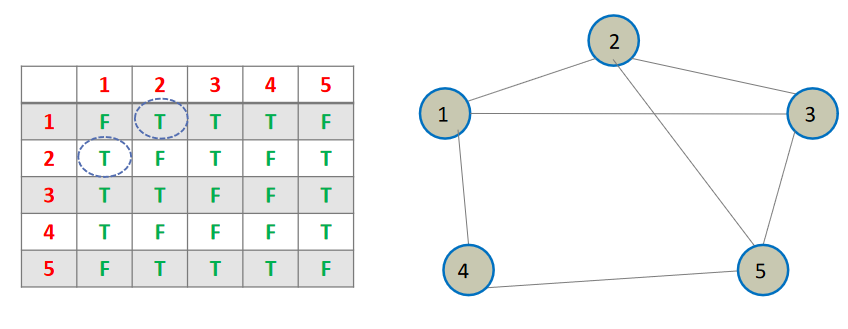 1 2 3 4 5
1 F T T T F
2 T F T F T
3 T T F F T
4 T F F F T
5 F T T T F
2
1
3
4
5